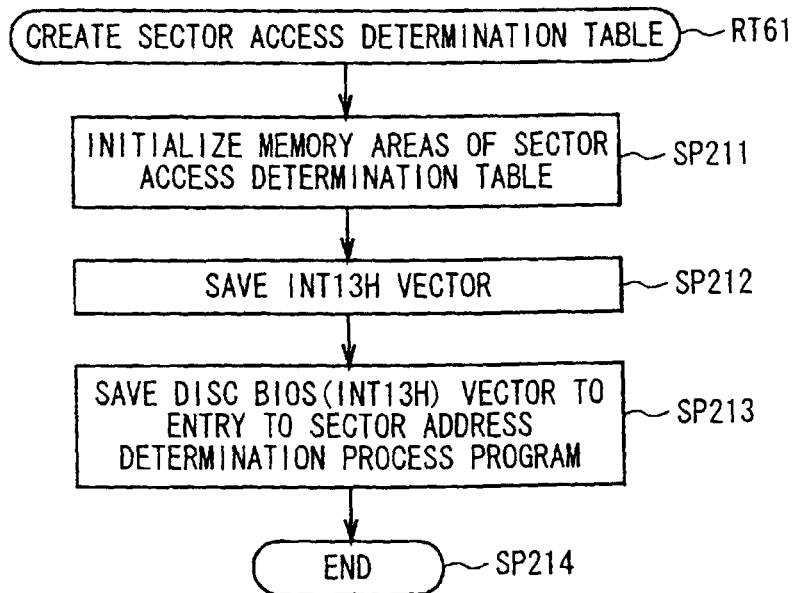 CREATE SECTOR ACCESS DETERMINATION TABLE
RT61
INITIALIZE MEMORY AREAS OF SECTOR
ACCESS DETERMINATION TABLE
SP211
SAVE INT13H VECTOR
SP212
SAVE DISC BIOS(INT13H) VECTOR TO
ENTRY TO SECTOR ADDRESS
DETERMINATION PROCESS PROGRAM
SP213
END
SP214